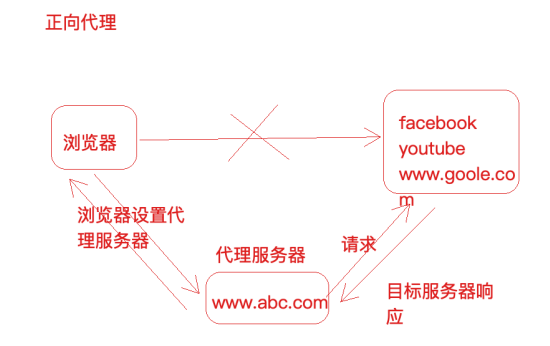 正向代理
浏览器
facebook
youtube
www.goole.co
m
浏览器设置代
理服务器
代理服务器
请求
www.abc.com
目标服务器响
应